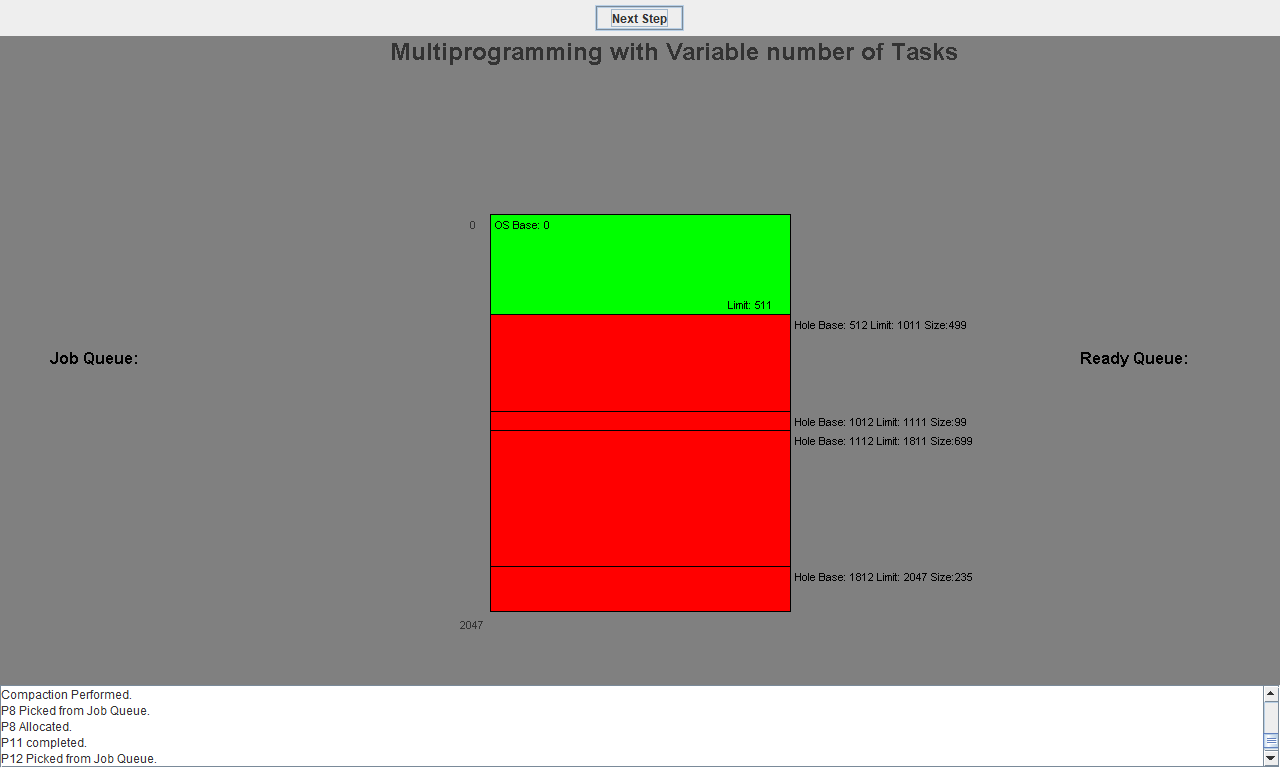 Next Step
Multiprogramming with Variable number of Tasks
0
OS Base: 0
Limit: 511
Hole Base: 512 Limit: 1011 Size:499
Job Queue:
Ready Queue:
Hole Base: 1012 Limit: 1111 Size:99
Hole Base: 1112 Limit: 1811 Size:699
Hole Base: 1812 Limit: 2047 Size:235
2047
Compaction Performed.
P8 Picked from Job Queue.
P8 Allocated.
P11 completed.
P12 Picked from Job Queue.